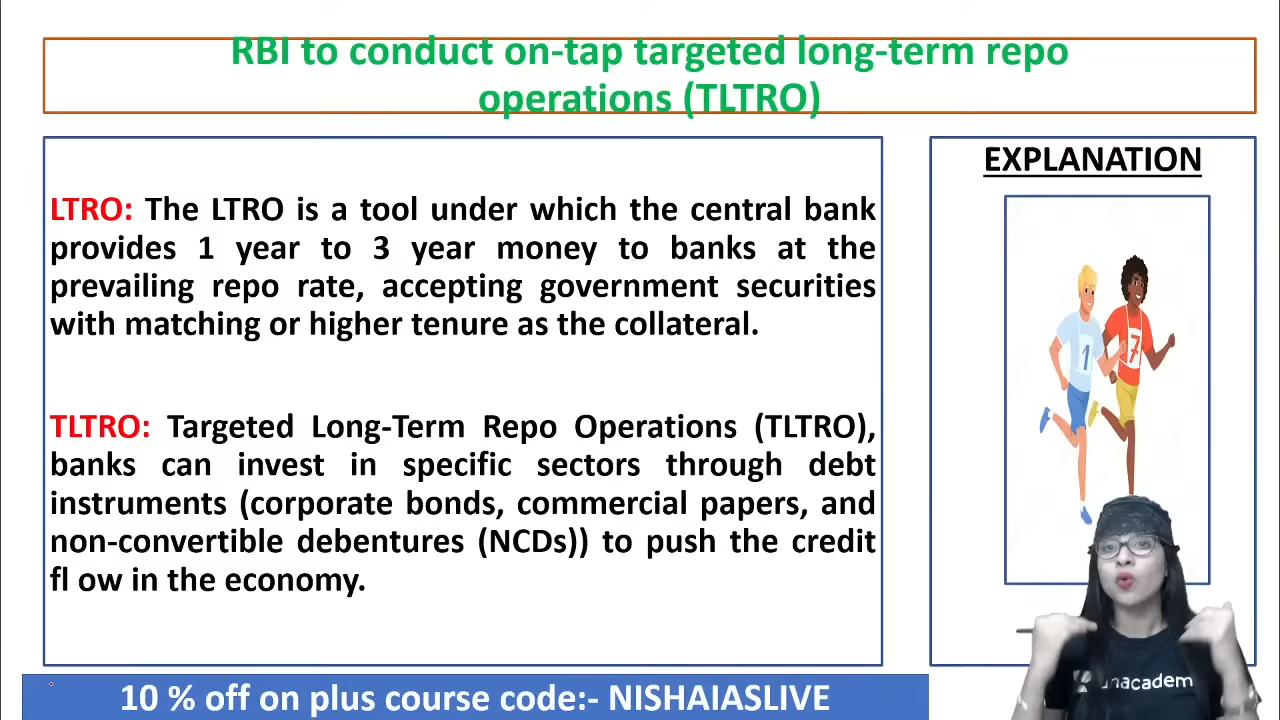 RBI to conduct on-tap targeted long-term repo
operations (TLTRO)
LTRO: The LTRO is a tool under which the central bank
provides 1 year to 3 year money to banks at the
prevailing repo rate, accepting government securities
with matching or higher tenure as the collateral.
TLTRO: Targeted Long-Term Repo Operations (TLTRO),
banks can invest in specific sectors through debt
instruments (corporate bonds, commercial papers, and
non-convertible debentures (NCDs)) to push the credit
fl ow in the economy.
EXPLANATION
1
7
10 % off on plus course code:- NISHAIASLIVE